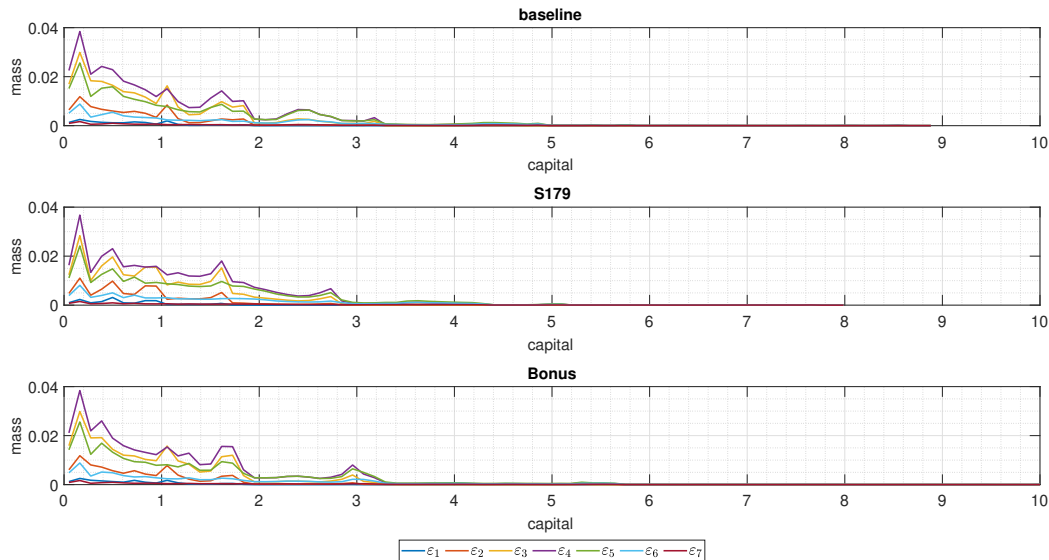 baseline
0.04
0.02
0
mass
0 1 2 3 4 5 6 7 8 9 10
capital
S179
0.04
0.02
0
mass
0 1 2 3 4 5 6 7 8 9 10
capital
Bonus
0.04
0.02
0
mass
0 1 2 3 4 5 6 7 8 9 10
capital
ε₁ ε₂ ε₃ ε₄ ε₅ ε₆ ε₇